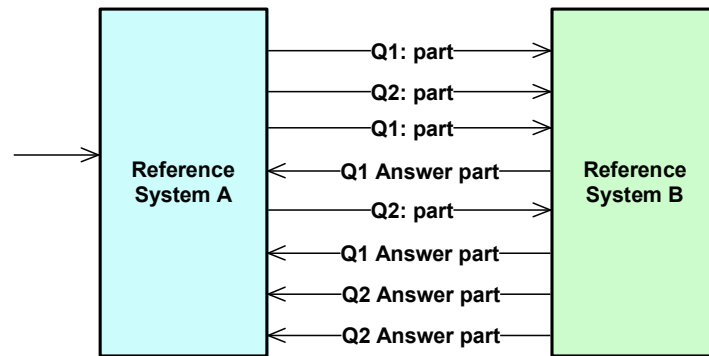 Q1: part
Q2: part
Q1: part
Q1 Answer part
Q2: part
Q1 Answer part
Q2 Answer part
Q2 Answer part
Reference
System A
Reference
System B